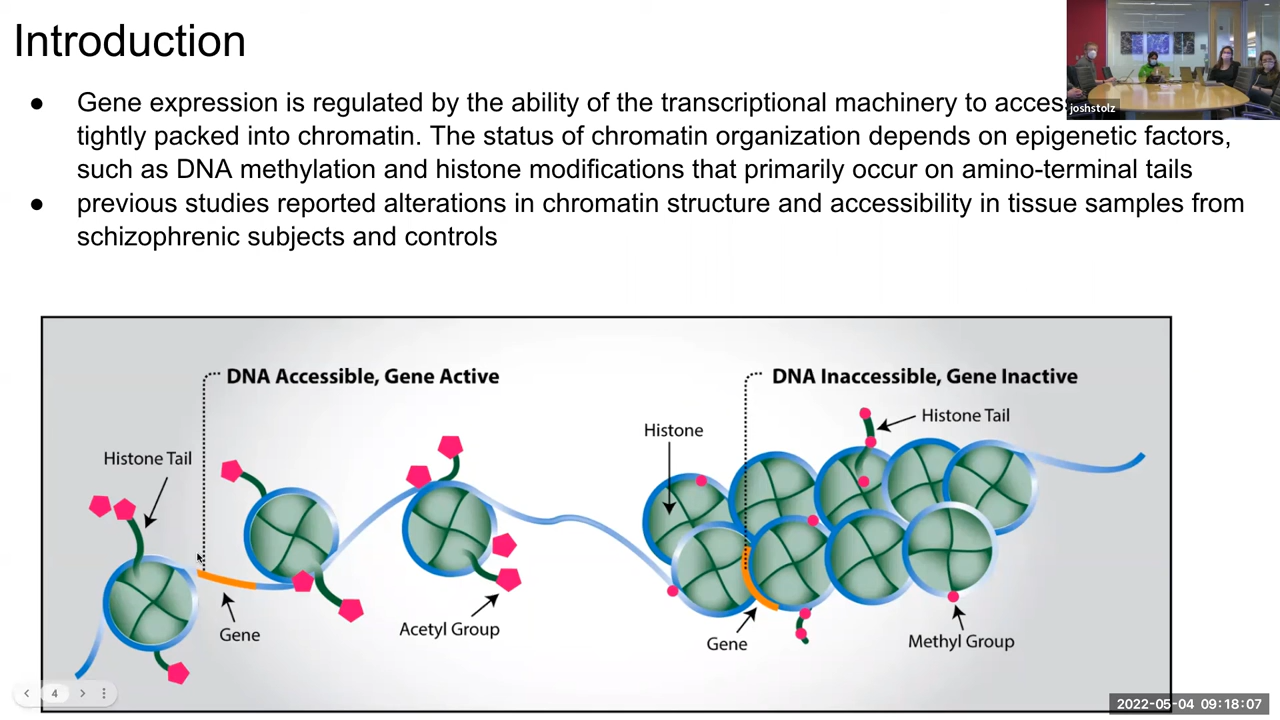 Introduction
● Gene expression is regulated by the ability of the transcriptional machinery to
tightly packed into chromatin. The status of chromatin organization depends on epigenetic factors,
such as DNA methylation and histone modifications that primarily occur on amino-terminal tails
● previous studies reported alterations in chromatin structure and accessibility in tissue samples from
schizophrenic subjects and controls
joshstolz
DNA Accessible, Gene Active
DNA Inaccessible, Gene Inactive
Histone Tail
Histone
Histone Tail
Gene
Acetyl Group
Gene
Methyl Group
4
2022-05-04 09:18:07